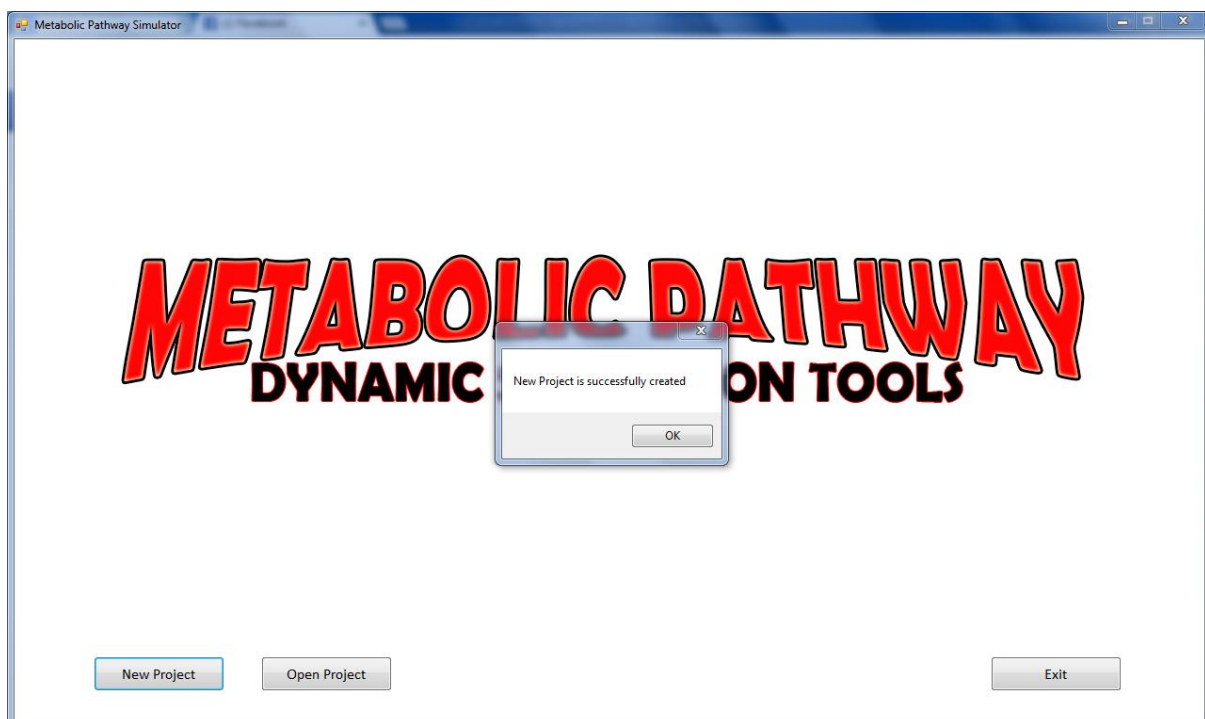 Metabolic Pathway Simulator
METABOLIC PATHWAY
DYNAMIC ON TOOLS
New Project is successfully created
OK
New Project
Open Project
Exit